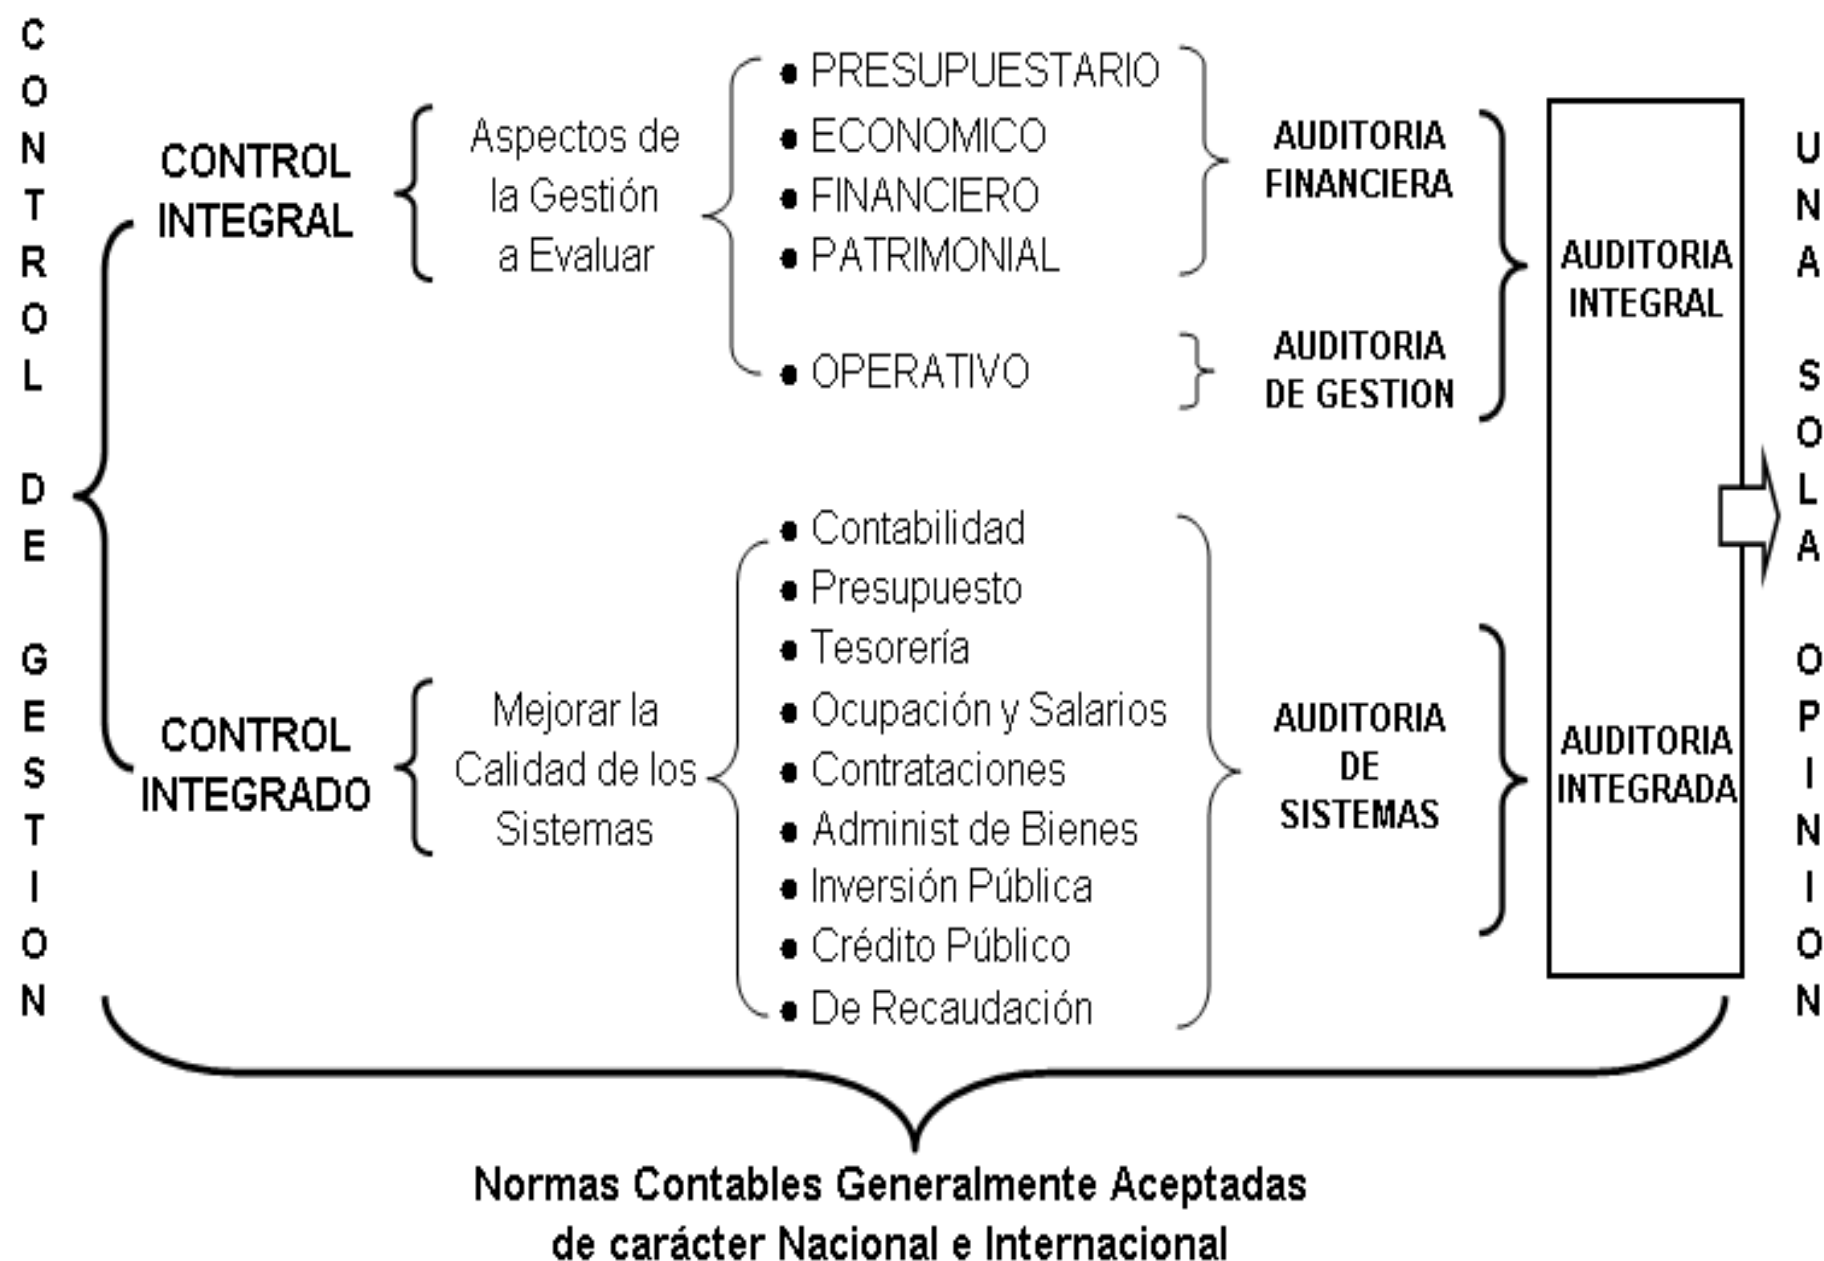 CONTROL DE GESTION
CONTROL
INTEGRAL
Aspectos de
la Gestión
a Evaluar
• PRESUPUESTARIO
• ECONOMICO
• FINANCIERO
• PATRIMONIAL
• OPERATIVO
AUDITORIA
FINANCIERA
AUDITORIA
DE GESTION
AUDITORIA
INTEGRAL
CONTROL
INTEGRADO
Mejorar la
Calidad de los
Sistemas
• Contabilidad
• Presupuesto
• Tesorería
• Ocupación y Salarios
• Contrataciones
• Administ de Bienes
• Inversión Pública
• Crédito Público
• De Recaudación
AUDITORIA
DE
SISTEMAS
AUDITORIA
INTEGRADA
UNA SOLA OPINION
Normas Contables Generalmente Aceptadas
de carácter Nacional e Internacional